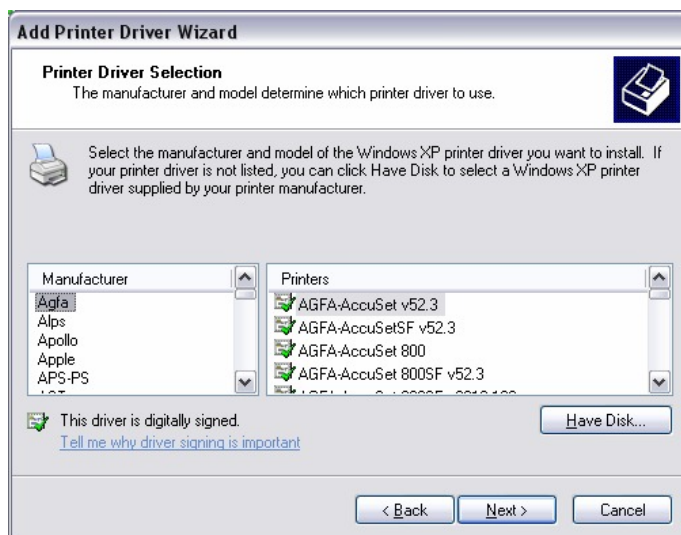 Add Printer Driver Wizard
Printer Driver Selection
The manufacturer and model determine which printer driver to use.
Select the manufacturer and model of the Windows XP printer driver you want to install. If
your printer driver is not listed, you can click Have Disk to select a Windows XP printer
driver supplied by your printer manufacturer.
Manufacturer
Agfa
Alps
Apollo
Apple
APS-PS
Printers
AGFA-AccuSet v52.3
AGFA-AccuSetSF v52.3
AGFA-AccuSet 800
AGFA-AccuSet 800SF v52.3
This driver is digitally signed.
Tell me why driver signing is important
Have Disk...
< Back
Next >
Cancel